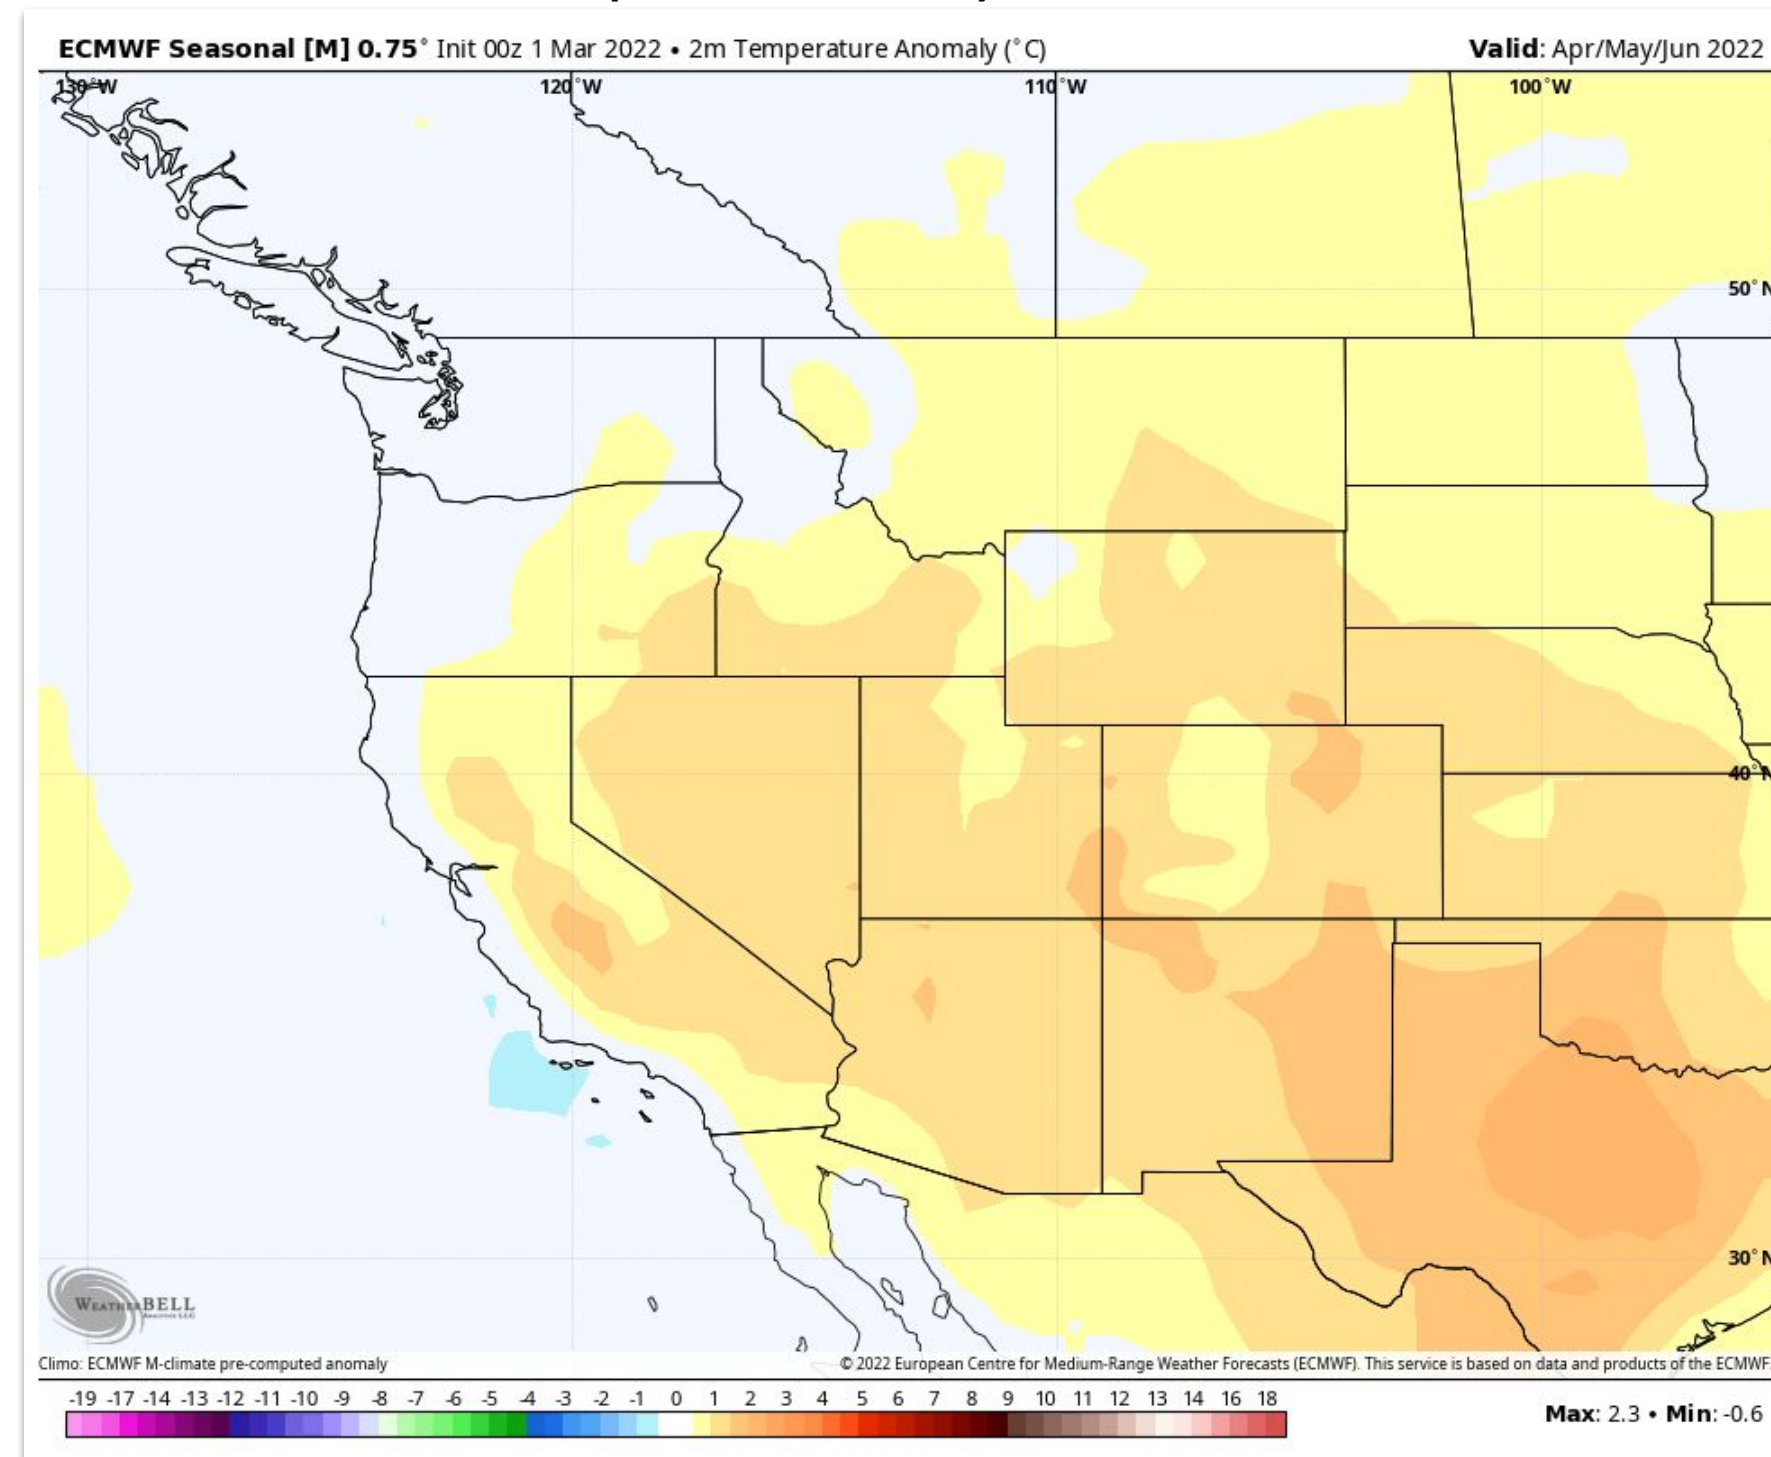 ECMWF Seasonal [M] 0.75° Init 00z 1 Mar 2022 • 2m Temperature Anomaly (°C)
Valid: Apr/May/Jun 2022
130°W 120°W 110°W 100°W
50°N
40°N
30°N
WEATHERBELL
Climo: ECMWF M-climate pre-computed anomaly
© 2022 European Centre for Medium-Range Weather Forecasts (ECMWF). This service is based on data and products of the ECMWF.
-19 -17 -14 -13 -12 -11 -10 -9 -8 -7 -6 -5 -4 -3 -2 -1 0 1 2 3 4 5 6 7 8 9 10 11 12 13 14 16 18
Max: 2.3 • Min: -0.6